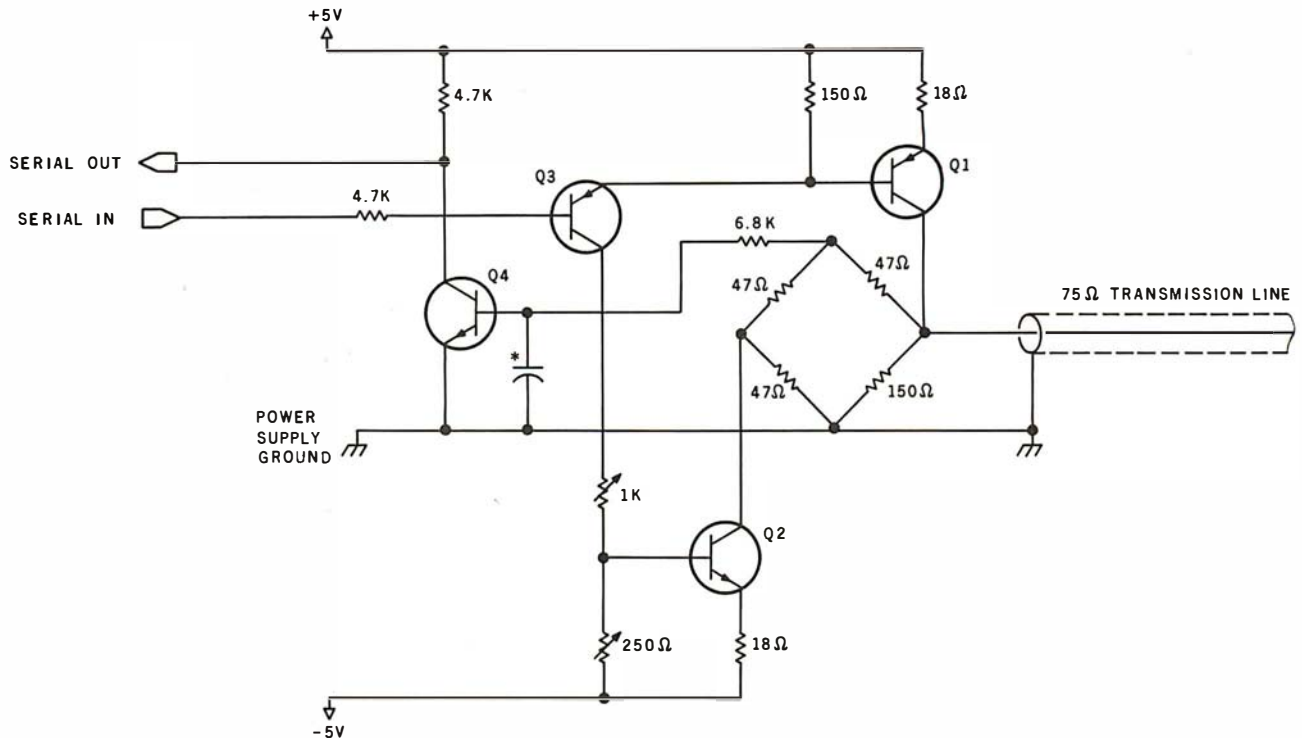 +5V
4.7K
150Ω
18Ω
SERIAL OUT
Q3
Q1
SERIAL IN
4.7K
6.8K
Q4
47Ω
47Ω
75Ω TRANSMISSION LINE
*
47Ω
150Ω
POWER
SUPPLY
GROUND
1K
Q2
250Ω
18Ω
-5V